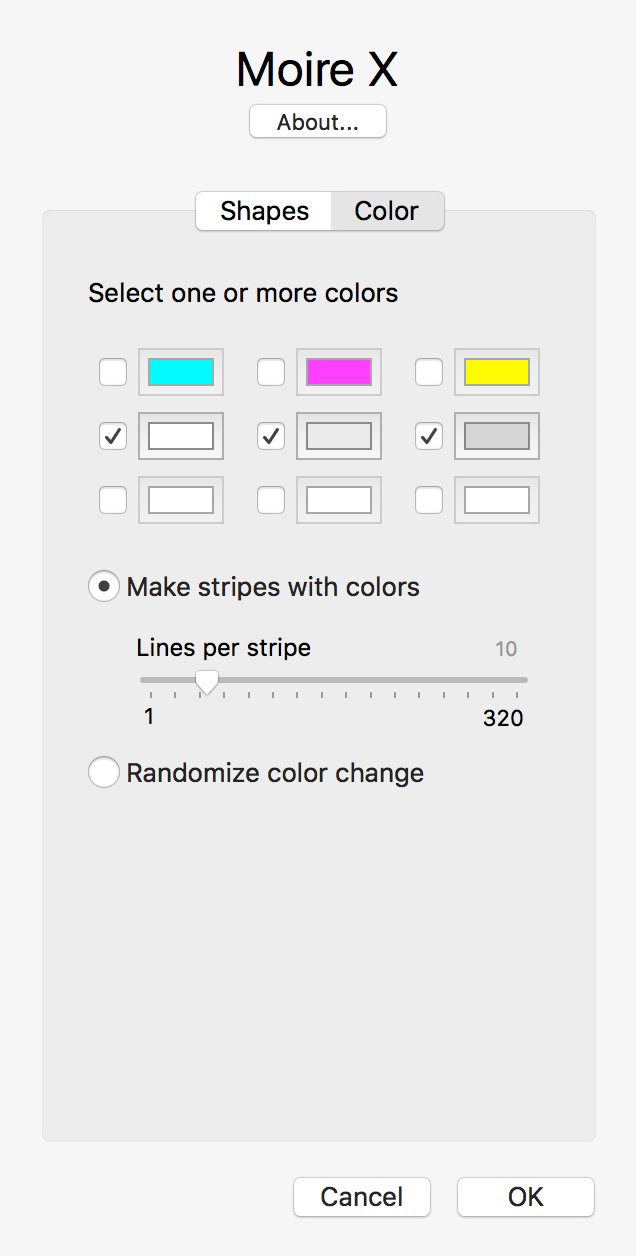 Moire X
About...
Shapes Color
Select one or more colors
Make stripes with colors
Lines per stripe 10
1 320
Randomize color change
Cancel OK